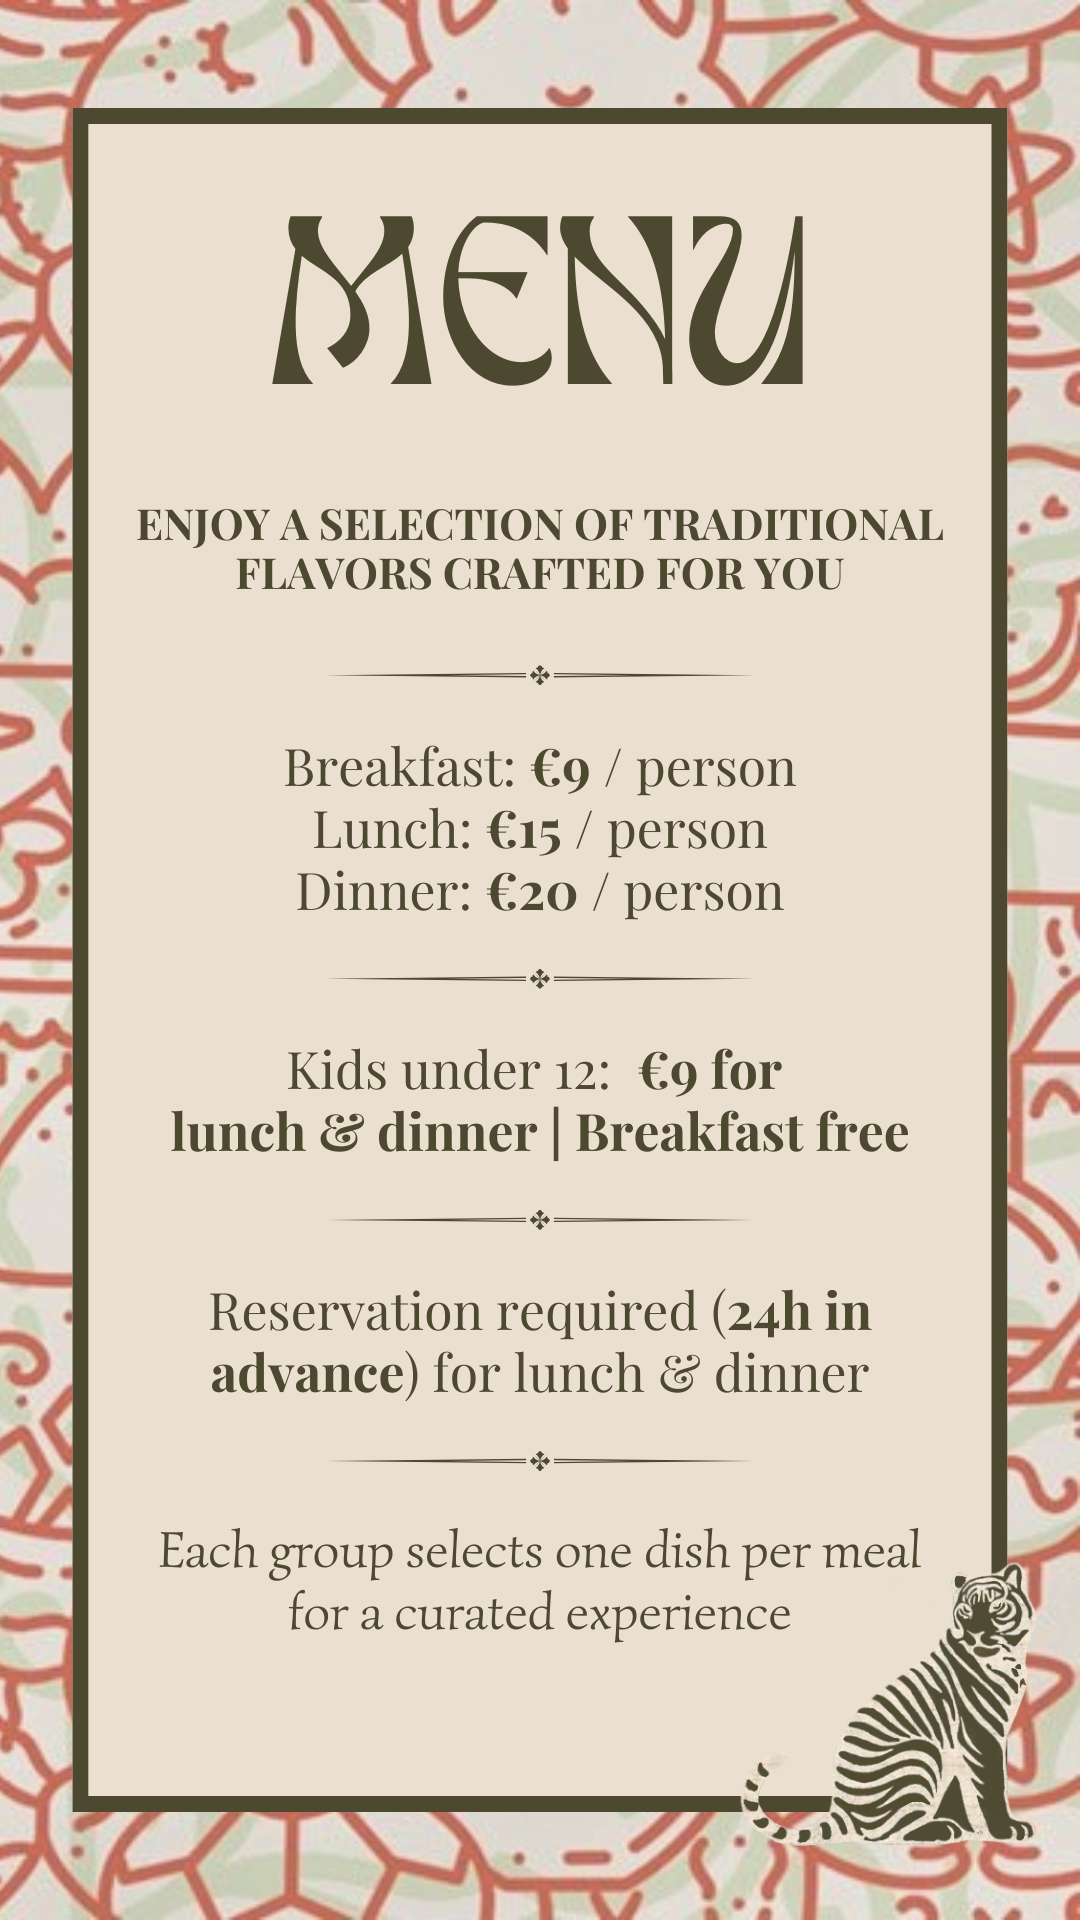 MENU
ENJOY A SELECTION OF TRADITIONAL
FLAVORS CRAFTED FOR YOU
Breakfast: €9 / person
Lunch: €15 / person
Dinner: €20 / person
Kids under 12: €9 for
lunch & dinner | Breakfast free
Reservation required (24h in
advance) for lunch & dinner
Each group selects one dish per meal
for a curated experience